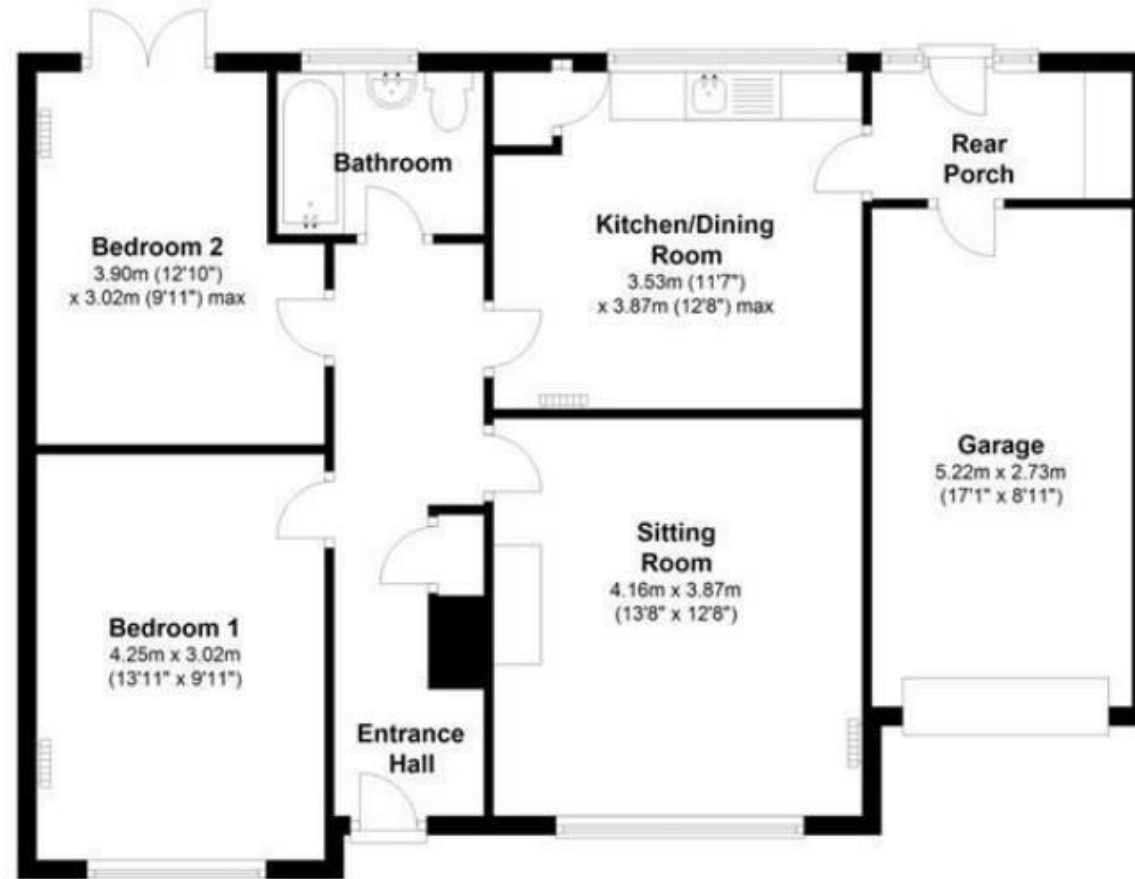 Bathroom
Rear
Porch
Bedroom 2
3.90m (12'10")
x 3.02m (9'11") max
Kitchen/Dining
Room
3.53m (11'7")
x 3.87m (12'8") max
Garage
5.22m x 2.73m
(17'1" x 8'11")
Sitting
Room
4.16m x 3.87m
(13'8" x 12'8")
Bedroom 1
4.25m x 3.02m
(13'11" x 9'11")
Entrance
Hall